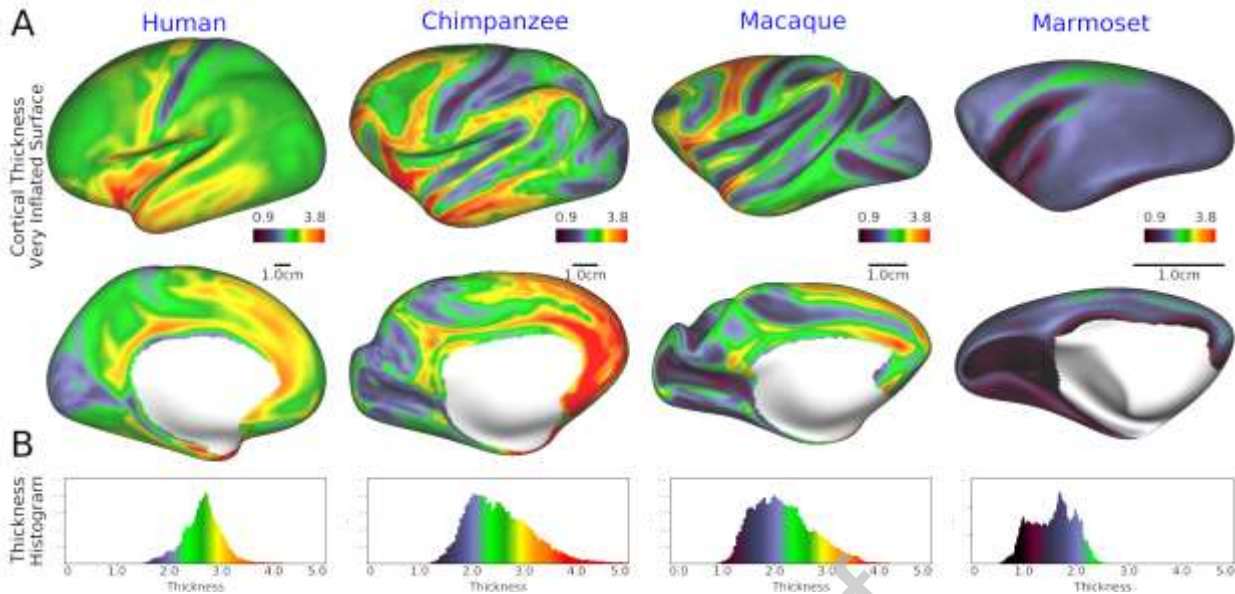 A
Human
Chimpanzee
Macaque
Marmoset
Cortical Thickness
Very Inflated Surface
0.9 3.8
1.0cm
0.9 3.8
1.0cm
0.9 3.8
1.0cm
0.9 3.8
1.0cm
B
Thickness
Histogram
0 1.0 2.0 3.0 4.0 5.0
Thickness
0 1.0 2.0 3.0 4.0 5.0
Thickness
0.0 1.0 2.0 3.0 4.0 5.0
Thickness
0 1.0 2.0 3.0 4.0 5.0
Thickness